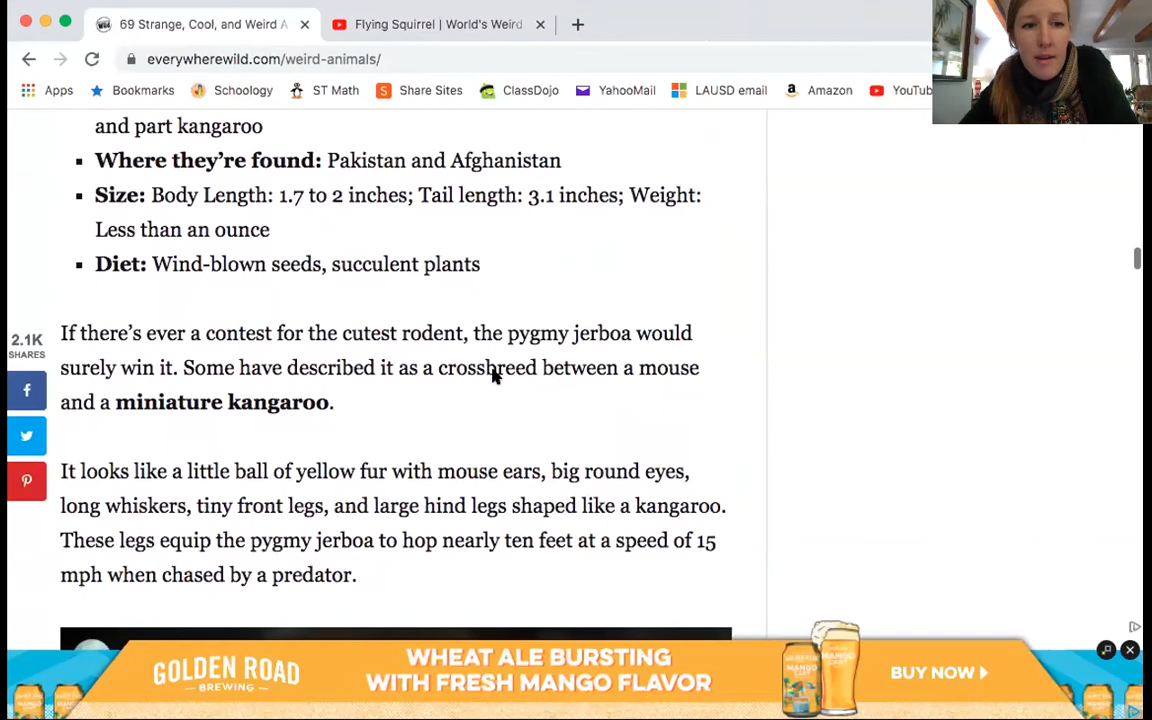 69 Strange, Cool, and Weird A
Flying Squirrel | World's Weird
everywherewild.com/weird-animals/
Apps Bookmarks Schoology ST Math Share Sites ClassDojo YahooMail LAUSD email Amazon YouTub
and part kangaroo
Where they're found: Pakistan and Afghanistan
Size: Body Length: 1.7 to 2 inches; Tail length: 3.1 inches; Weight:
Less than an ounce
Diet: Wind-blown seeds, succulent plants
2.1K
SHARES
If there's ever a contest for the cutest rodent, the pygmy jerboa would
surely win it. Some have described it as a crossbreed between a mouse
and a miniature kangaroo.
It looks like a little ball of yellow fur with mouse ears, big round eyes,
long whiskers, tiny front legs, and large hind legs shaped like a kangaroo.
These legs equip the pygmy jerboa to hop nearly ten feet at a speed of 15
mph when chased by a predator.
GOLDEN ROAD
BREWING
WHEAT ALE BURSTING
WITH FRESH MANGO FLAVOR
BUY NOW